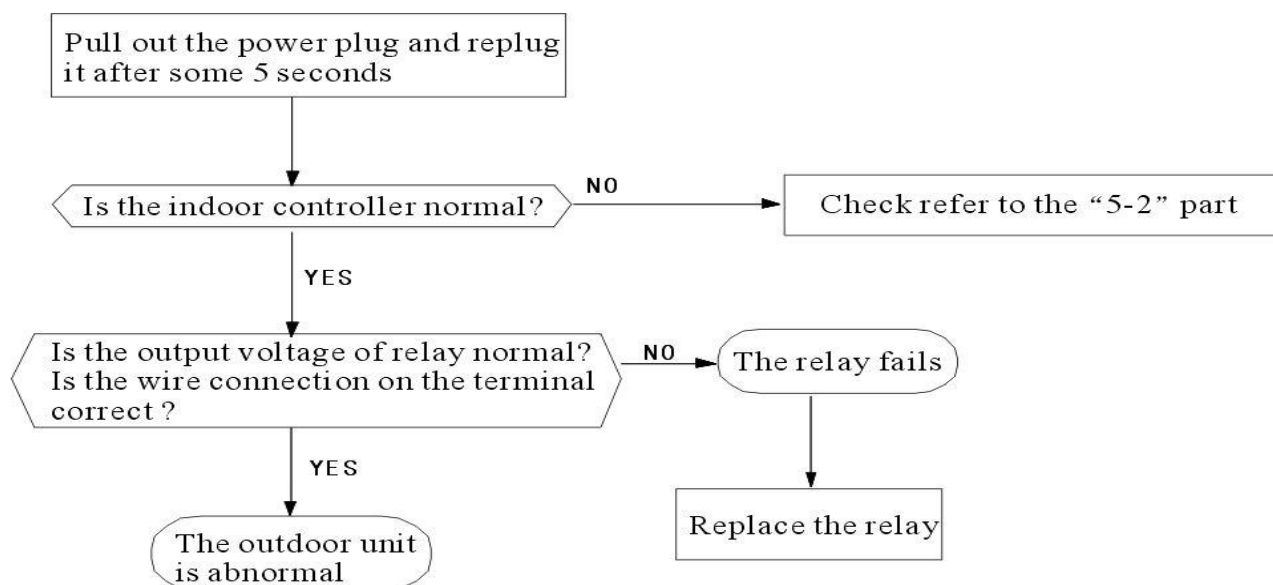 Pull out the power plug and replug
it after some 5 seconds
Is the indoor controller normal?
NO
Check refer to the “5-2” part
YES
Is the output voltage of relay normal?
Is the wire connection on the terminal
correct ?
NO
The relay fails
YES
Replace the relay
The outdoor unit
is abnormal